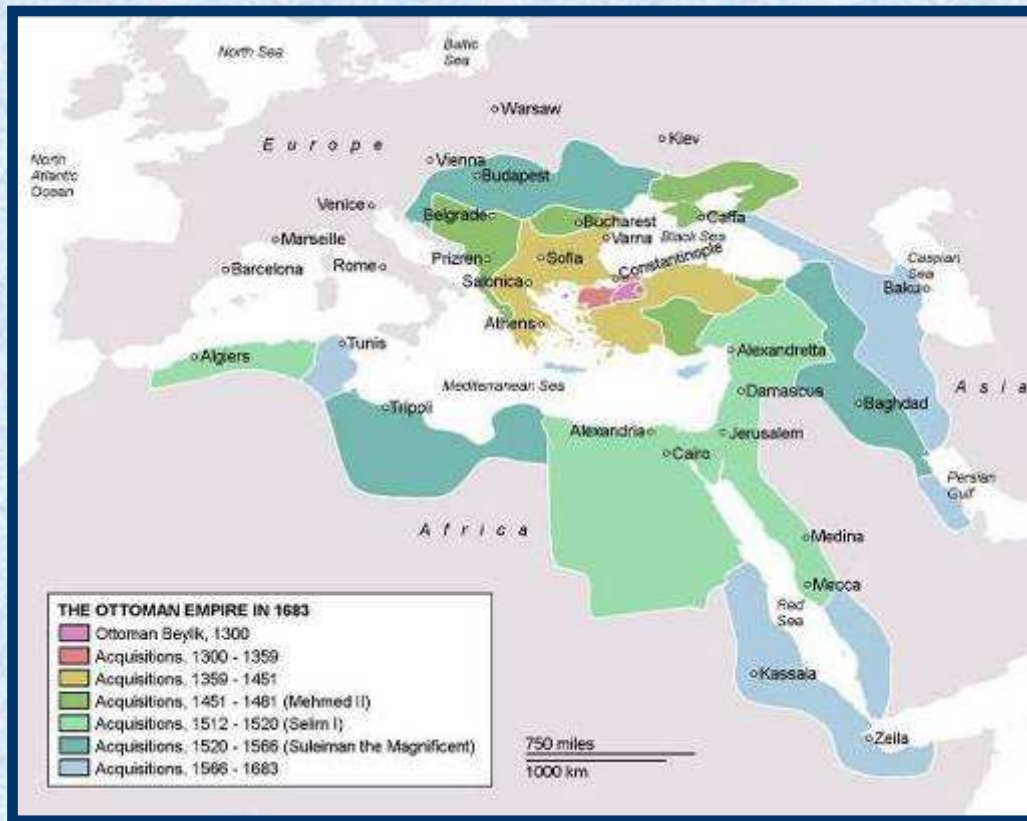 North Sea
Baltic
Sea
Warsaw
Kiev
Europe
North
Atlantic
Ocean
Vienna
Budapest
Venice
Belgrade
Bucharest
Caffa
Varna
Black Sea
Marseille
Prizren
Sofia
Constantinople
Caspian
Sea
Barcelona
Rome
Salonica
Baku
Athens
Algiers
Tunis
Alexandretta
Mediterranean Sea
Damascus
Asia
Tripoli
Baghdad
Alexandria
Jerusalem
Cairo
Persian
Gulf
Africa
Medina
Mecca
Red
Sea
Kassala
Zeila
THE OTTOMAN EMPIRE IN 1683
Ottoman Beylik, 1300
Acquisitions, 1300 - 1359
Acquisitions, 1359 - 1451
Acquisitions, 1451 - 1481 (Mehmed II)
Acquisitions, 1512 - 1520 (Selim I)
Acquisitions, 1520 - 1566 (Suleiman the Magnificent)
Acquisitions, 1566 - 1683
750 miles
1000 km